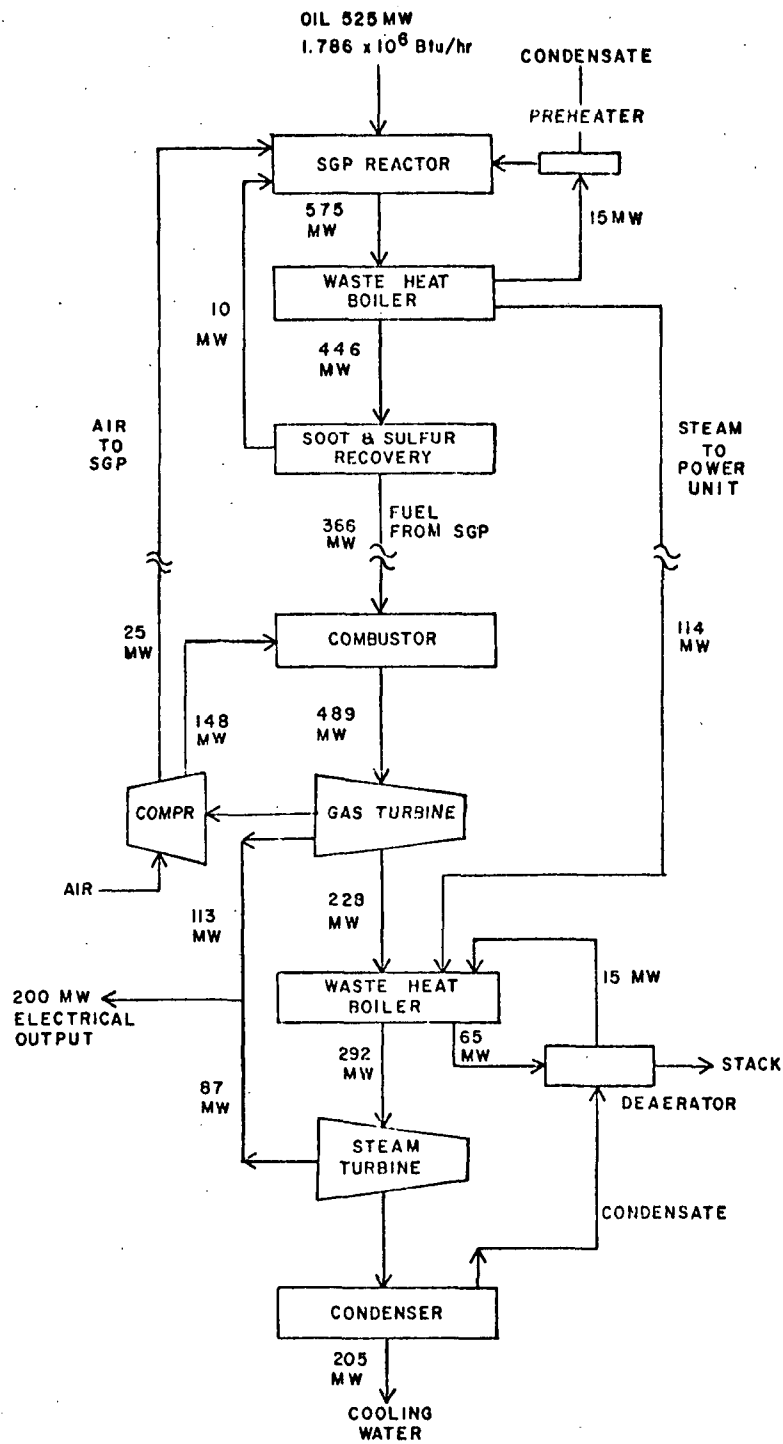 OIL 525 MW
1.786 x 10⁶ Btu/hr
CONDENSATE
PREHEATER
SGP REACTOR
575
MW
15 MW
WASTE HEAT
BOILER
10
MW
446
MW
AIR
TO
SGP
SOOT & SULFUR
RECOVERY
STEAM
TO
POWER
UNIT
366
MW
FUEL
FROM SGP
COMBUSTOR
25
MW
114
MW
148
MW
489
MW
COMPR
GAS TURBINE
AIR
113
MW
228
MW
15 MW
WASTE HEAT
BOILER
200 MW
ELECTRICAL
OUTPUT
65
MW
292
MW
STACK
DEAERATOR
87
MW
STEAM
TURBINE
CONDENSATE
CONDENSER
205
MW
COOLING
WATER